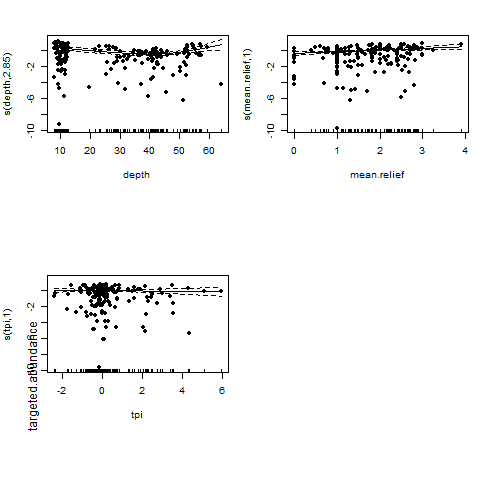 s(depth,2.85)
-2
-6
-10
10 20 30 40 50 60
depth
s(mean.relief,1)
-2
-6
-10
0 1 2 3 4
mean.relief
s(tpi,1)
-2
-6
-2 0 2 4 6
tpi
targeted.abundance